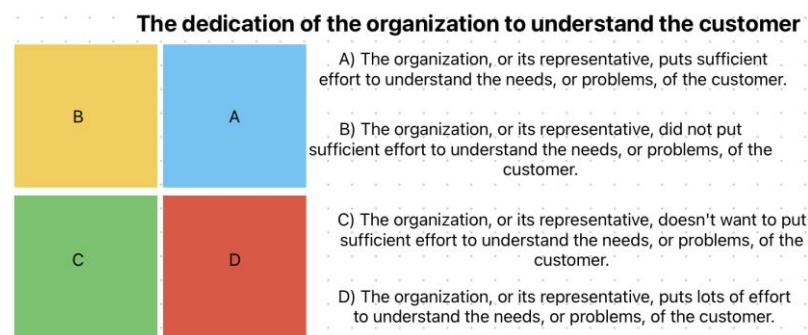 The dedication of the organization to understand the customer
B
A
A) The organization, or its representative, puts sufficient
effort to understand the needs, or problems, of the customer.
B) The organization, or its representative, did not put
sufficient effort to understand the needs, or problems, of the
customer.
C
D
C) The organization, or its representative, doesn't want to put
sufficient effort to understand the needs, or problems, of the
customer.
D) The organization, or its representative, puts lots of effort
to understand the needs, or problems, of the customer.